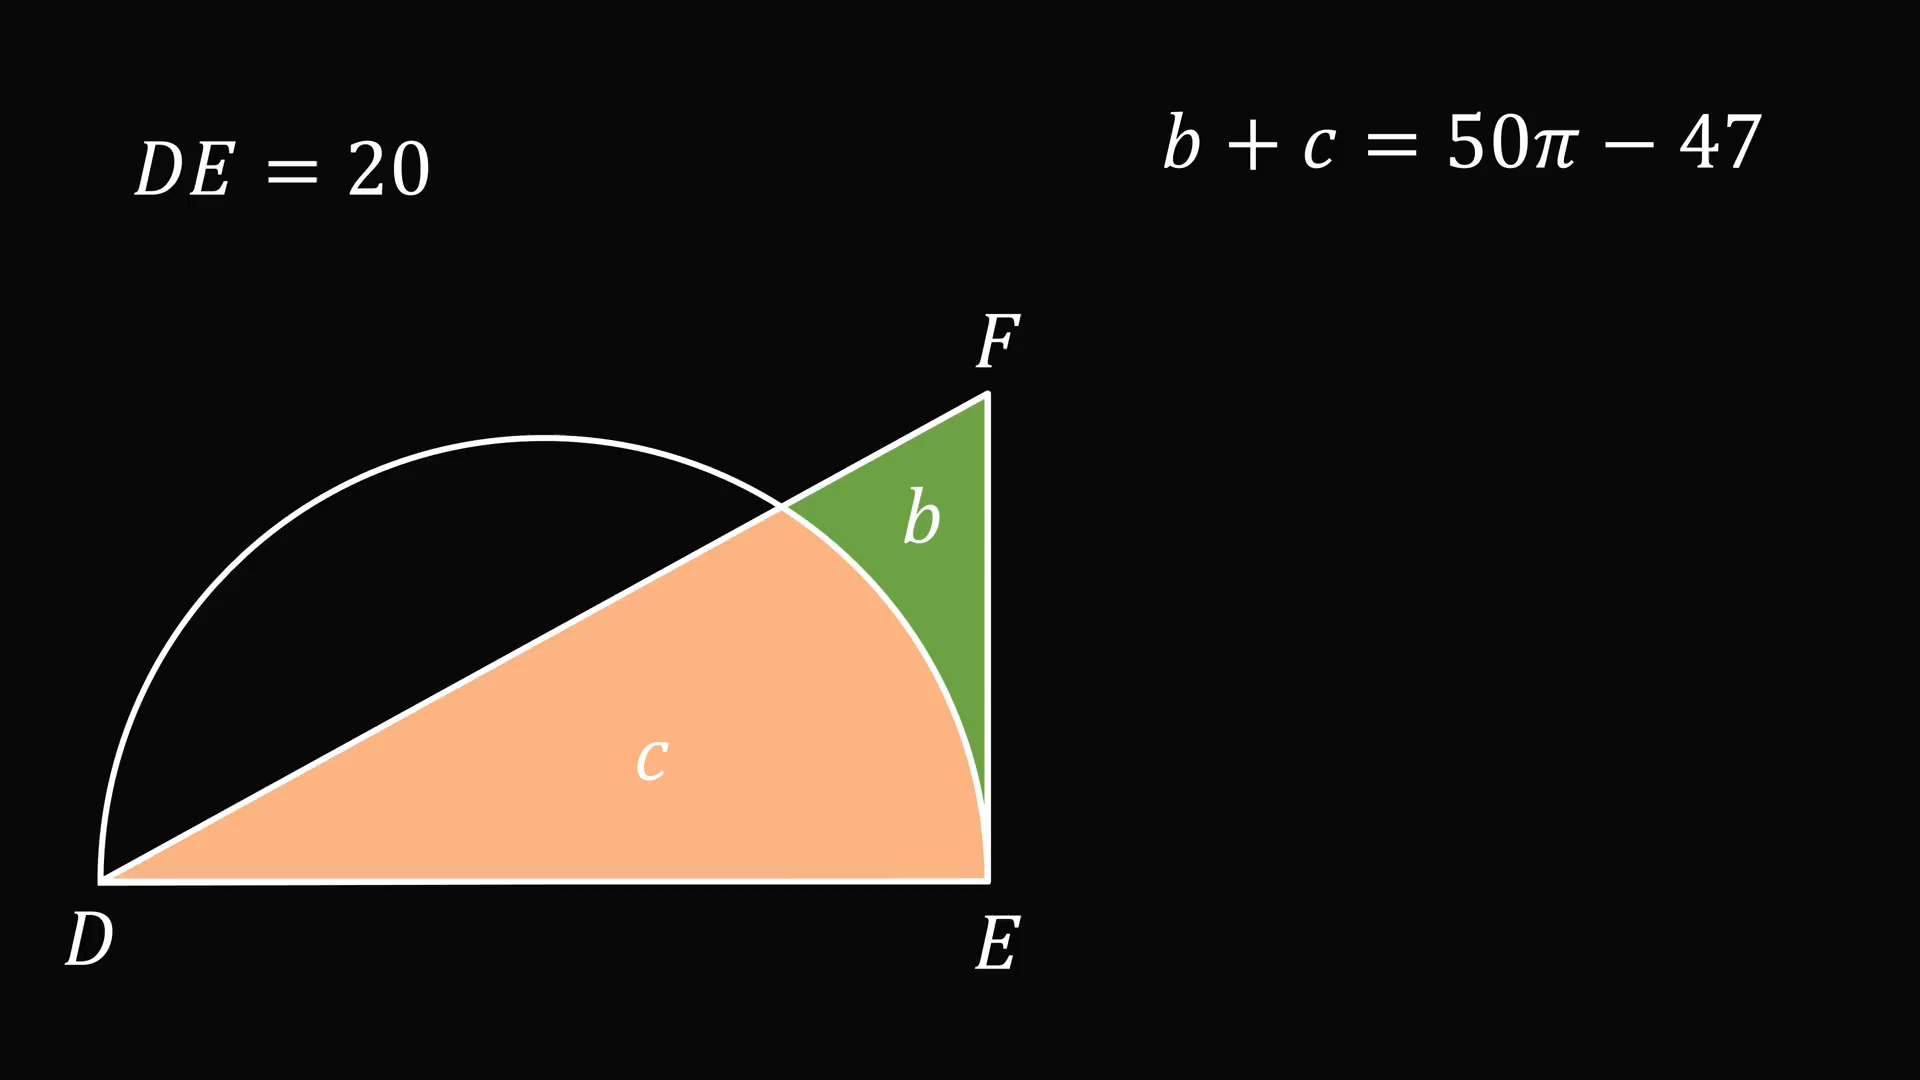 DE = 20
b + c = 50π − 47
F
b
c
D
E